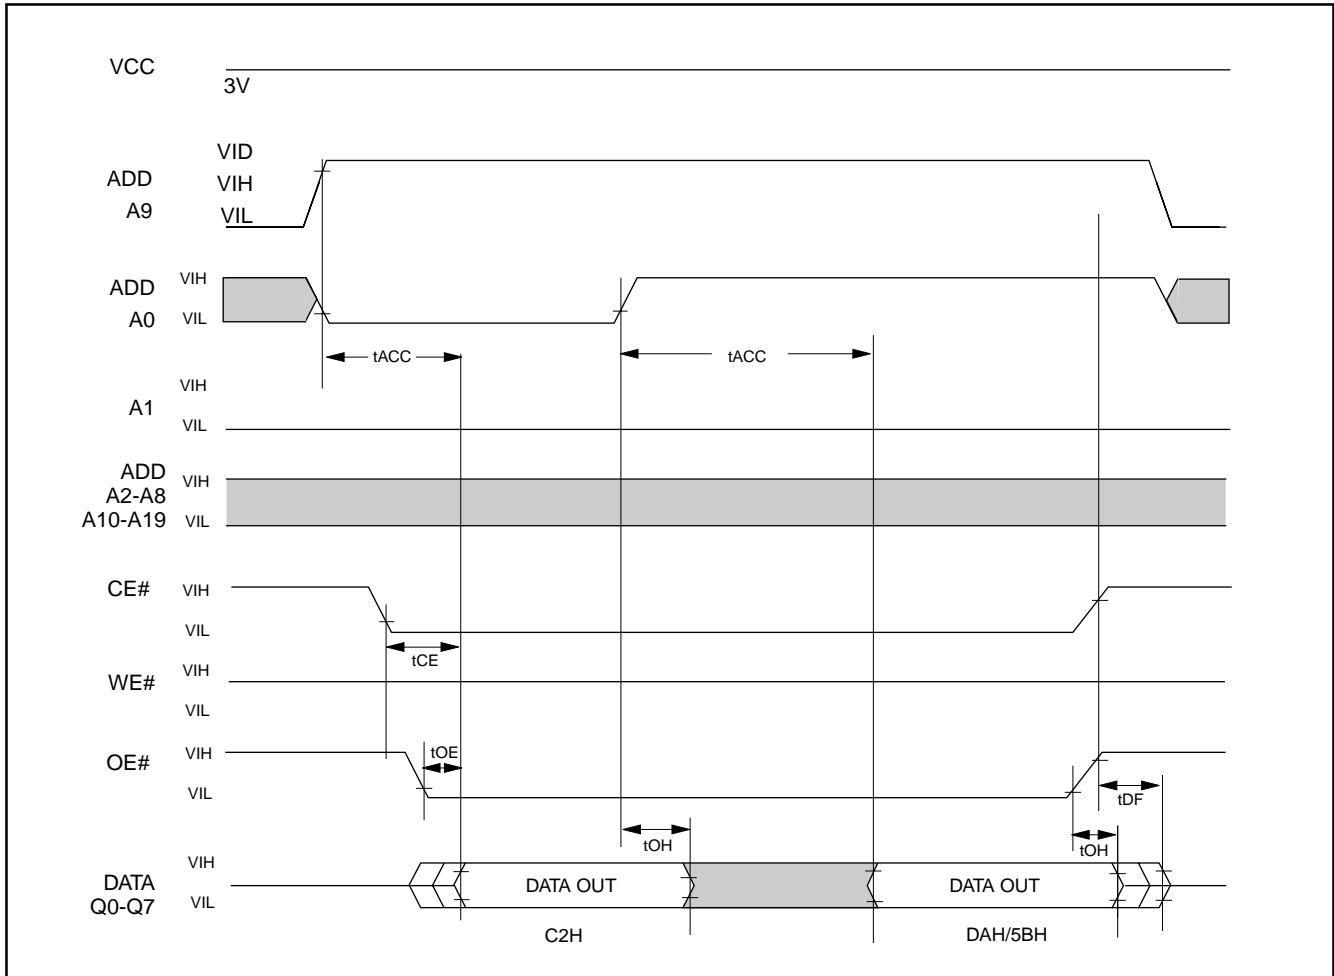 VCC
3V
VID
ADD
VIH
A9
VIL
ADD
VIH
A0
VIL
tACC
tACC
VIH
A1
VIL
ADD
VIH
A2-A8
A10-A19
VIL
CE#
VIH
VIL
tCE
VIH
WE#
VIL
VIH
OE#
tOE
VIL
tDF
tOH
tOH
VIH
DATA
Q0-Q7
VIL
DATA OUT
DATA OUT
C2H
DAH/5BH